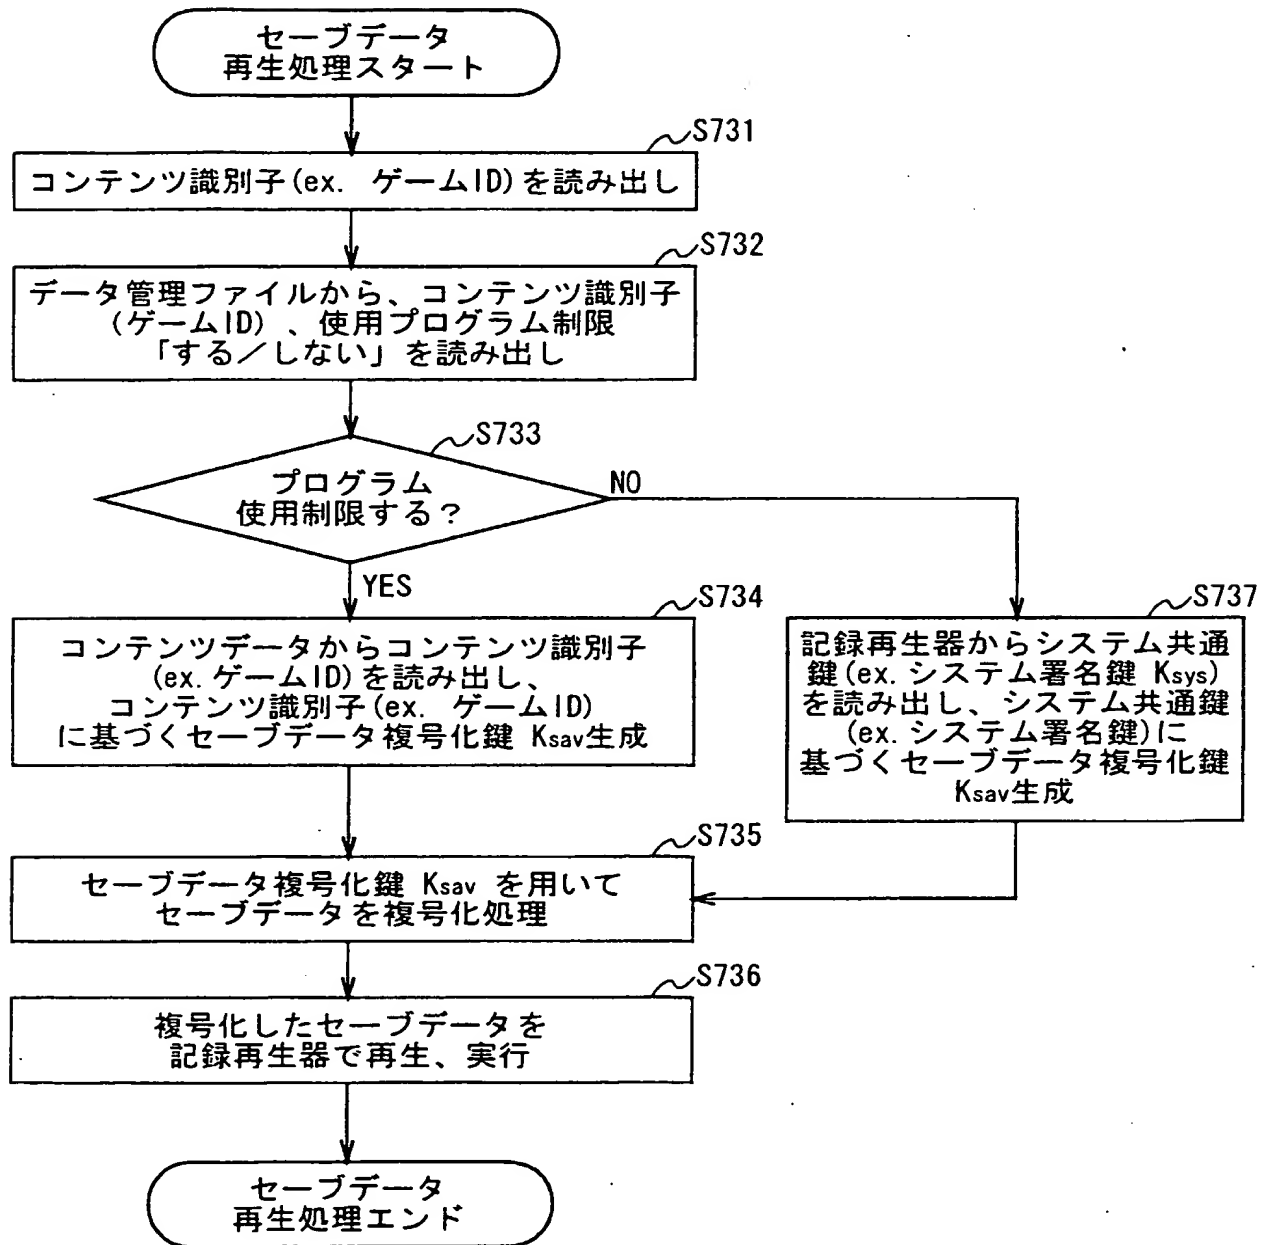 セーブデータ
再生処理スタート
S731
コンテンツ識別子(ex. ゲームID)を読み出し
S732
データ管理ファイルから、コンテンツ識別子
(ゲームID)、使用プログラム制限
「する／しない」を読み出し
S733
プログラム
使用制限する？
NO
YES
S734
コンテンツデータからコンテンツ識別子
(ex.ゲームID)を読み出し、
コンテンツ識別子(ex. ゲームID)
に基づくセーブデータ複号化鍵 Ksav生成
S737
記録再生器からシステム共通
鍵(ex.システム署名鍵 Ksys)
を読み出し、システム共通鍵
(ex.システム署名鍵)に
基づくセーブデータ複号化鍵
Ksav生成
S735
セーブデータ複号化鍵 Ksav を用いて
セーブデータを複号化処理
S736
複号化したセーブデータを
記録再生器で再生、実行
セーブデータ
再生処理エンド